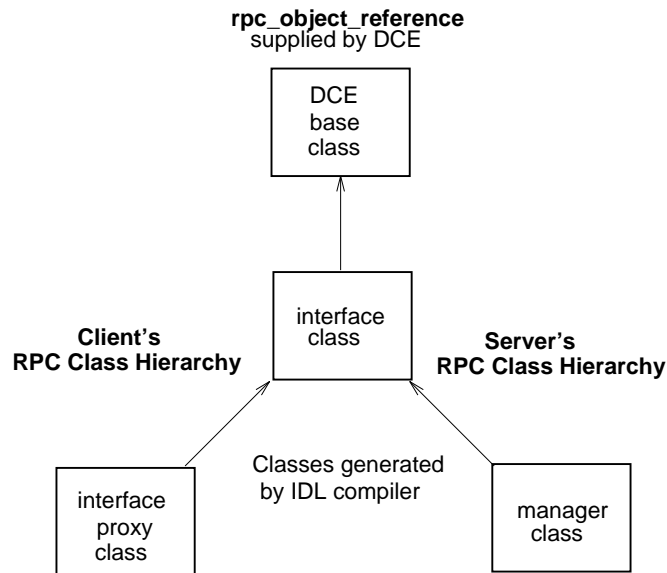 rpc_object_reference
supplied by DCE
DCE
base
class
interface
class
Client's
RPC Class Hierarchy
Server's
RPC Class Hierarchy
Classes generated
by IDL compiler
interface
proxy
class
manager
class